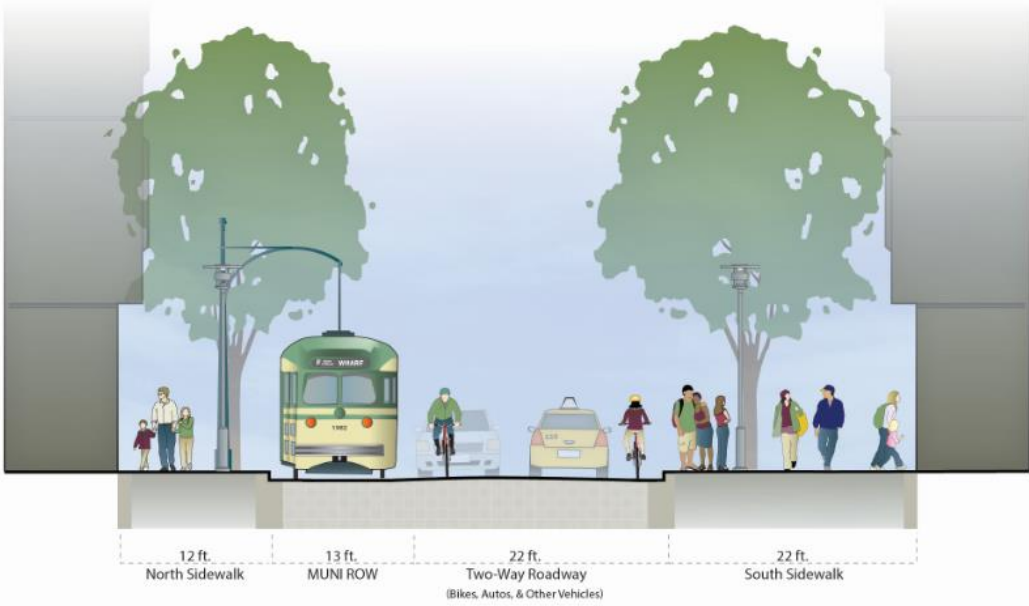 WHARF
1952
12 ft.
North Sidewalk
13 ft.
MUNI ROW
22 ft.
Two-Way Roadway
(Bikes, Autos, & Other Vehicles)
22 ft.
South Sidewalk